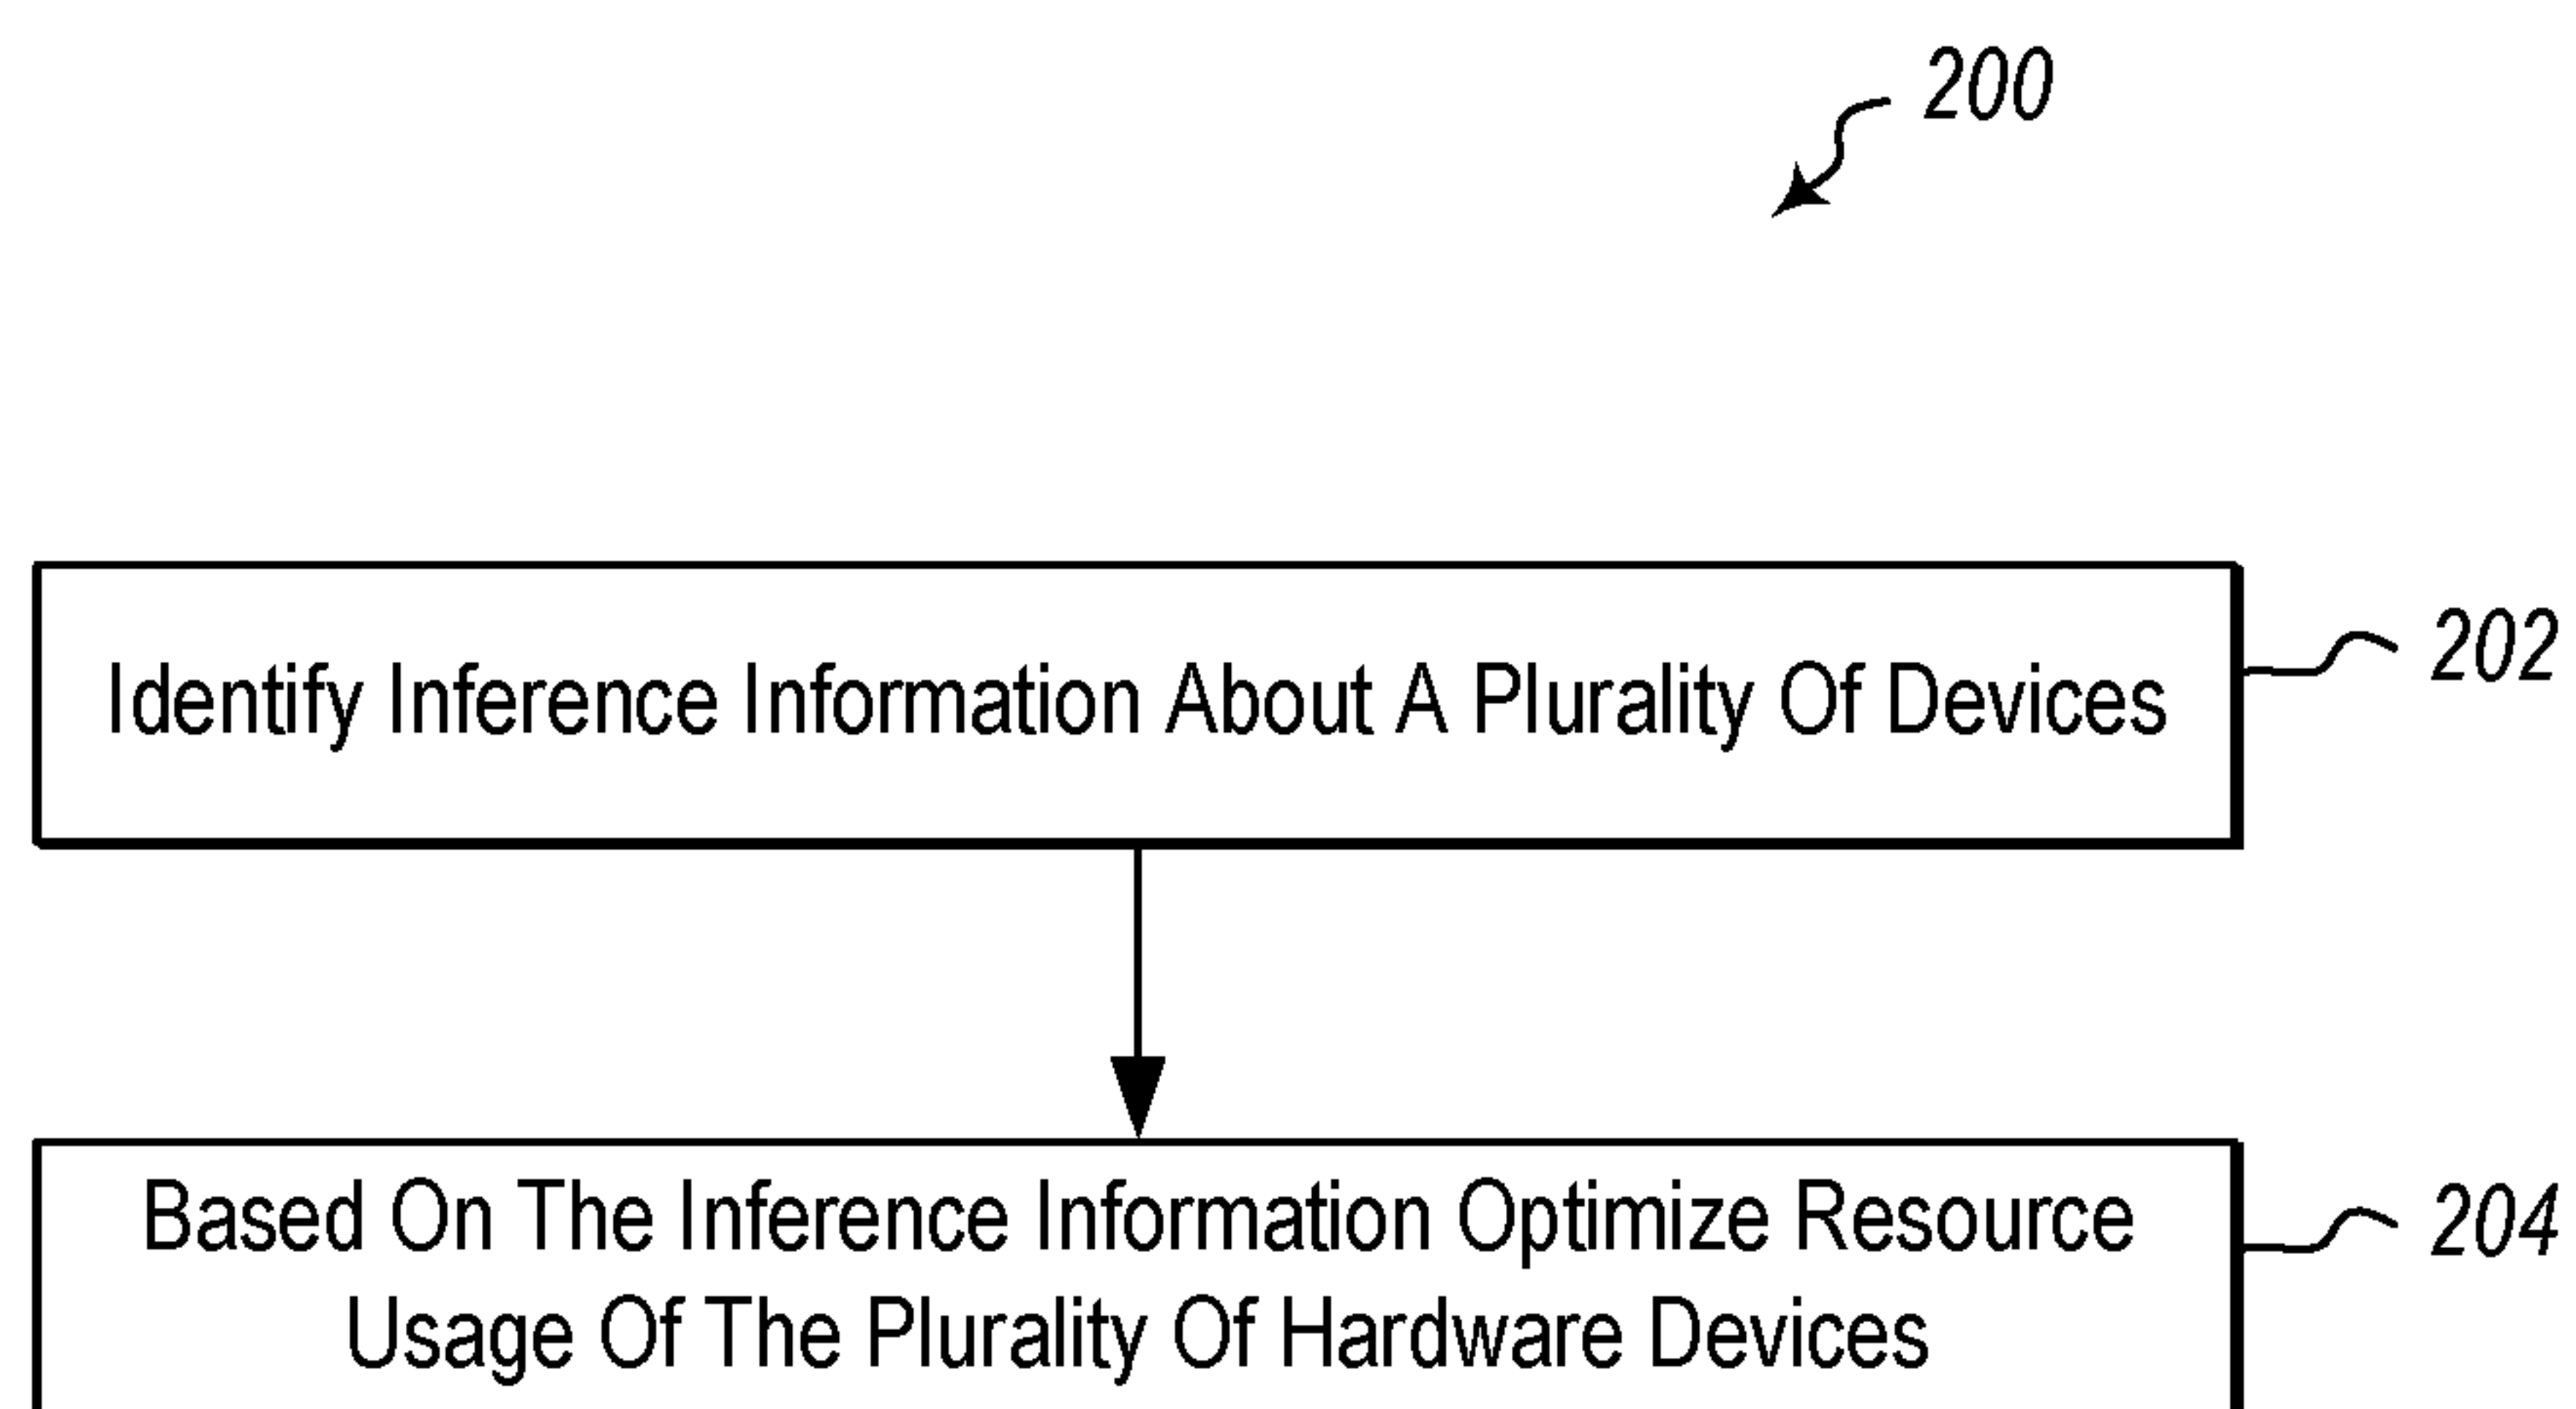 200
Identify Inference Information About A Plurality Of Devices
202
Based On The Inference Information Optimize Resource
Usage Of The Plurality Of Hardware Devices
204